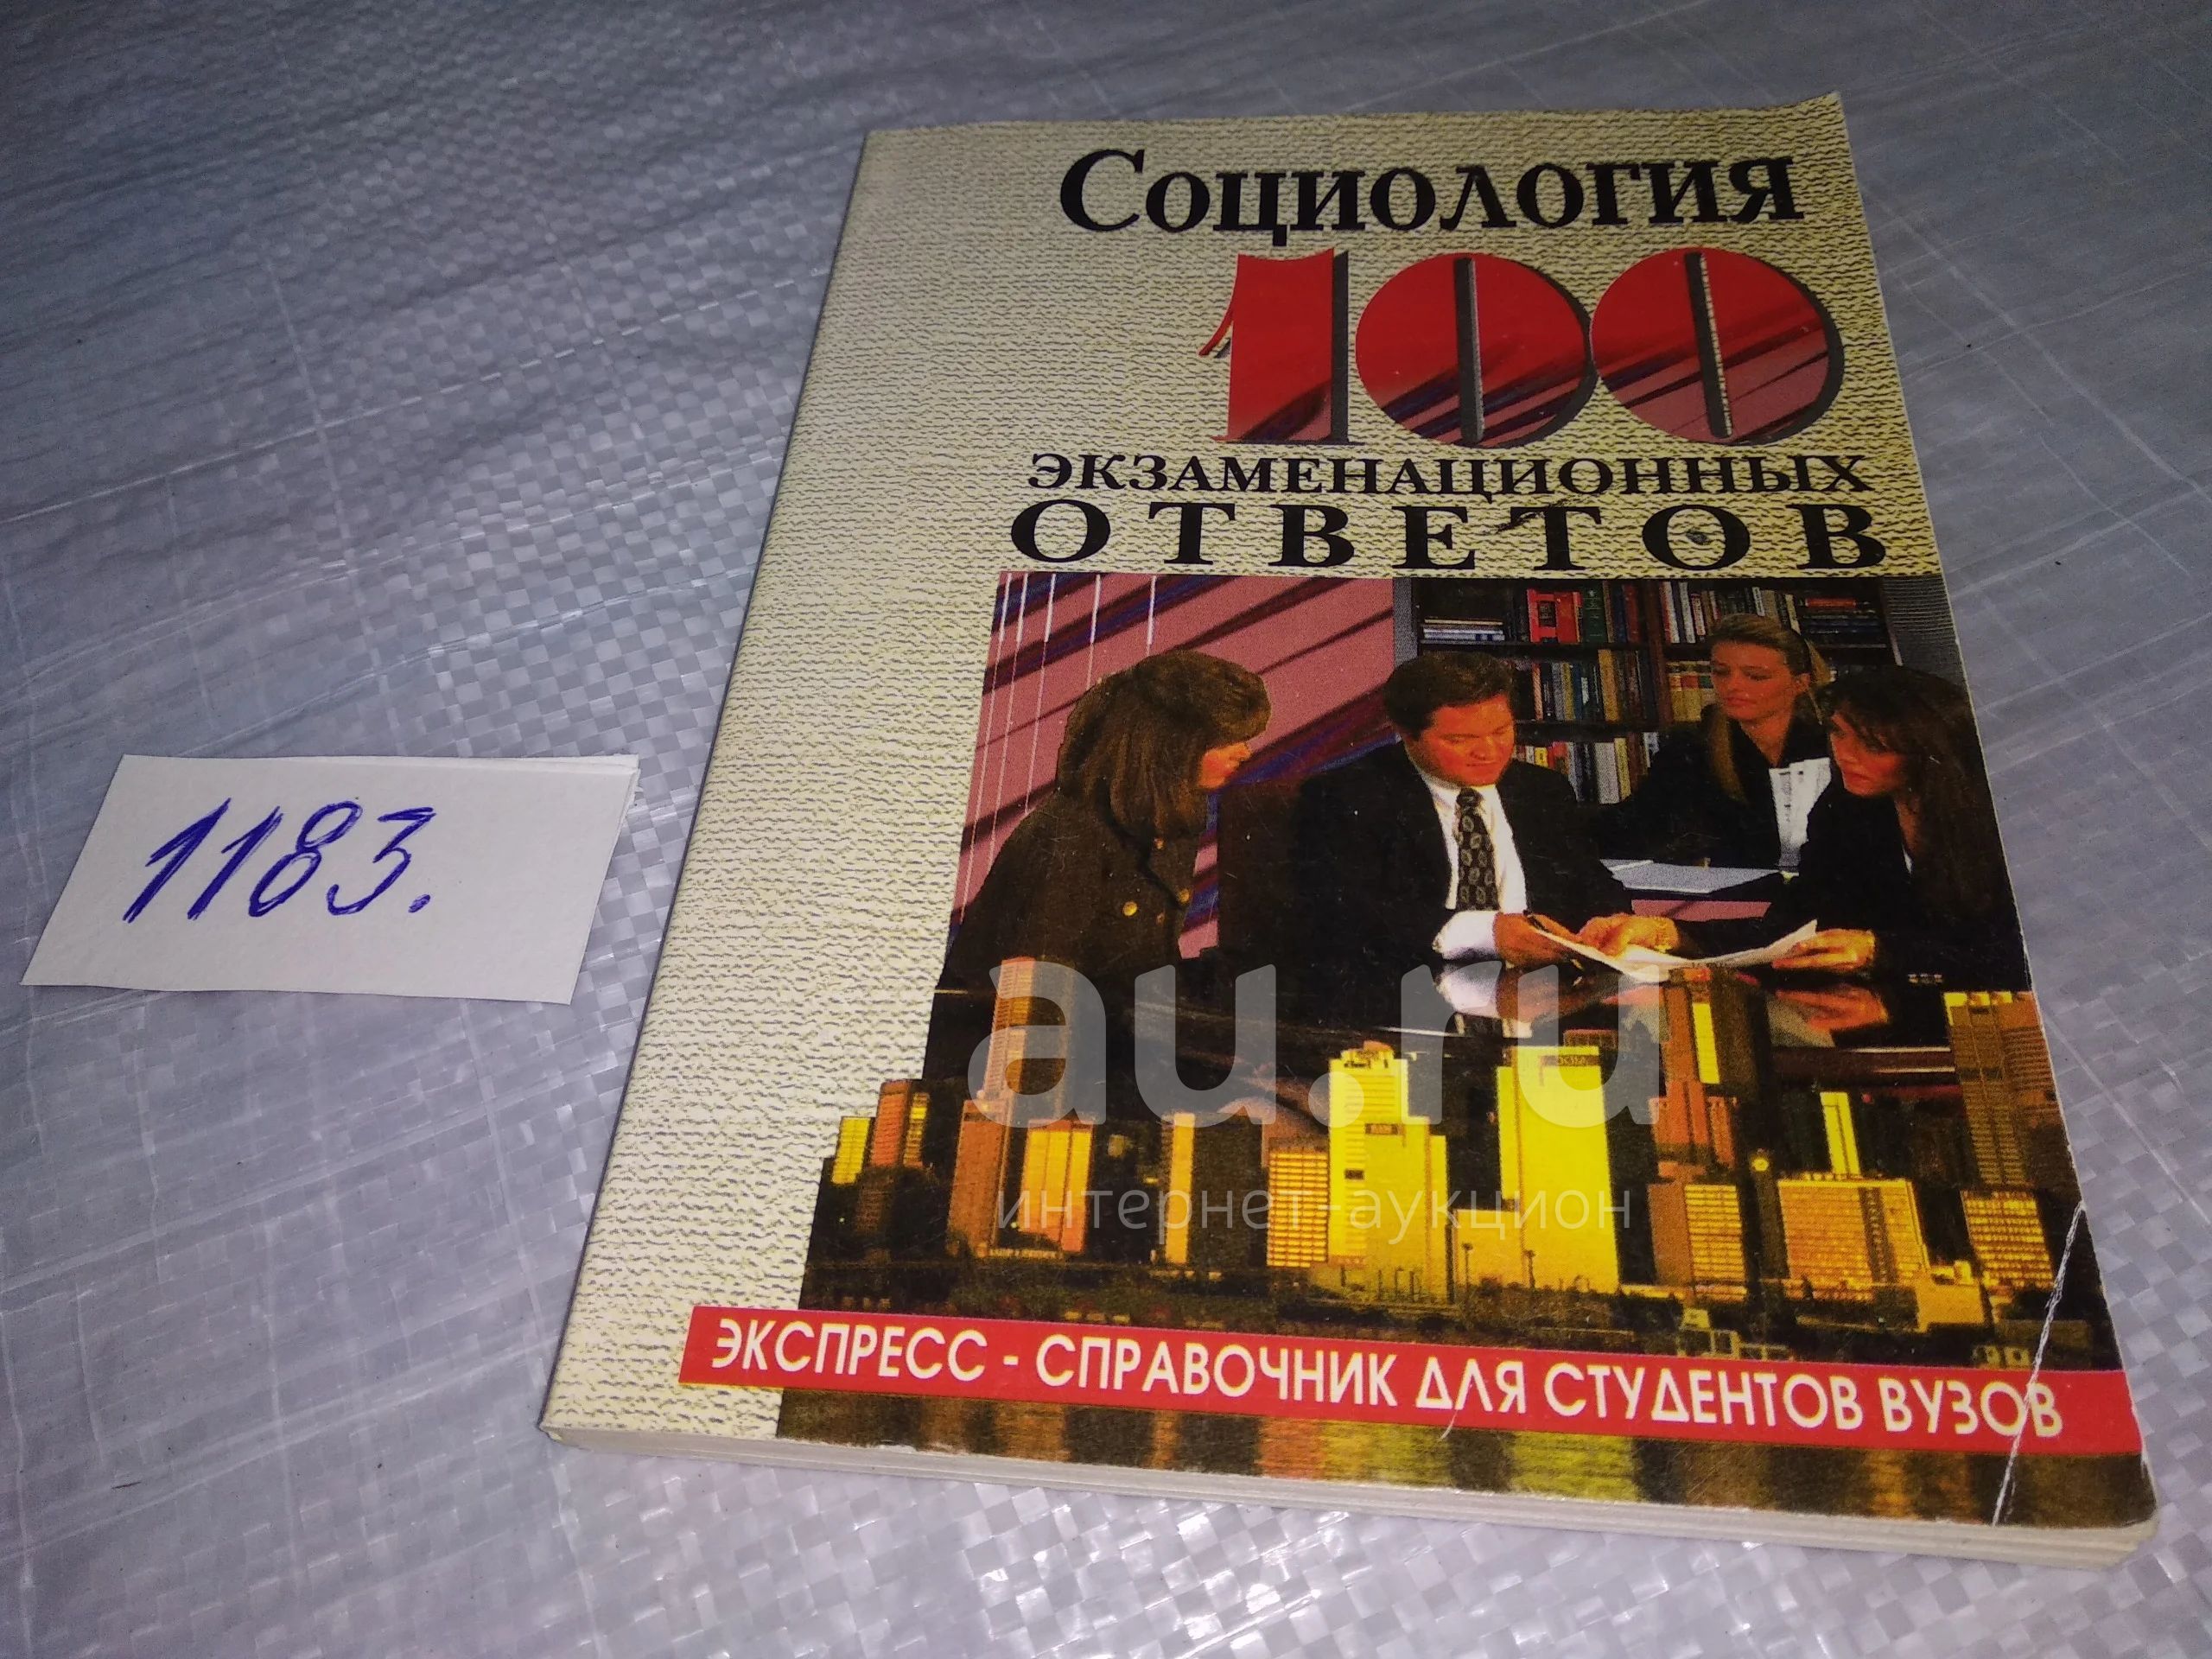 Социология
100
ЭКЗАМЕНАЦИОННЫХ
ОТВЕТОВ
1183.
au.ru
интернет-аукцион
ЭКСПРЕСС - СПРАВОЧНИК ДЛЯ СТУДЕНТОВ ВУЗОВ